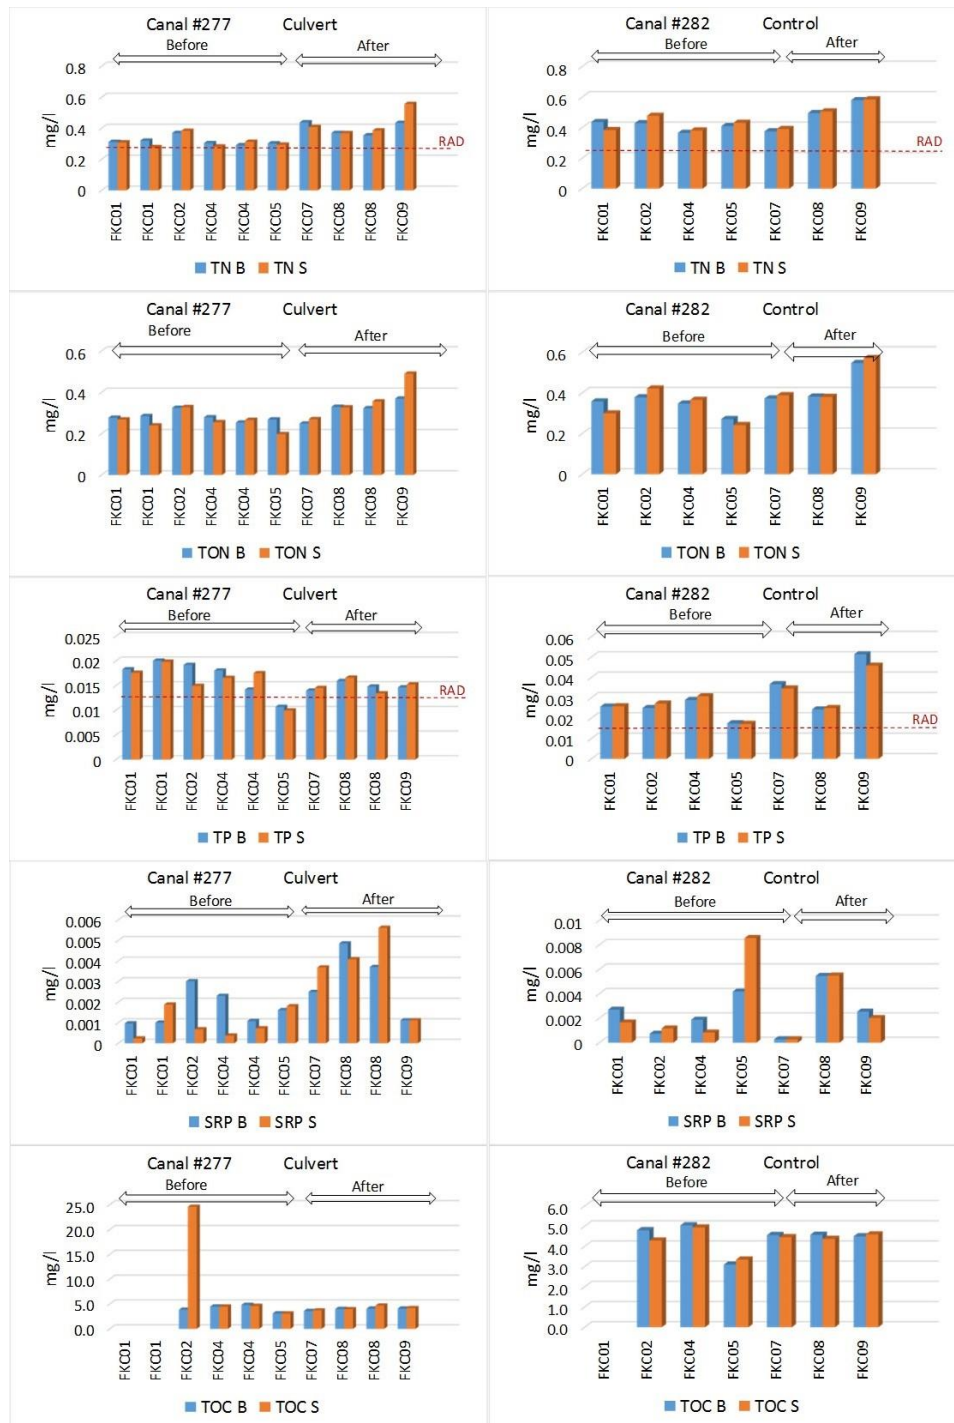 Canal #277 Culvert
Before After
0.8
0.6
0.4
0.2
0
mg/l
RAD
FKC01 FKC01 FKC02 FKC04 FKC04 FKC05 FKC07 FKC08 FKC08 FKC09
TN B TN S
Canal #282 Control
Before After
0.8
0.6
0.4
0.2
0
mg/l
RAD
FKC01 FKC02 FKC04 FKC05 FKC07 FKC08 FKC09
TN B TN S
Canal #277 Culvert
Before After
0.6
0.4
0.2
0
mg/l
FKC01 FKC01 FKC02 FKC04 FKC04 FKC05 FKC07 FKC08 FKC08 FKC09
TON B TON S
Canal #282 Control
Before After
0.6
0.4
0.2
0
mg/l
FKC01 FKC02 FKC04 FKC05 FKC07 FKC08 FKC09
TON B TON S
Canal #277 Culvert
Before After
0.025
0.02
0.015
0.01
0.005
0
mg/l
RAD
FKC01 FKC01 FKC02 FKC04 FKC04 FKC05 FKC07 FKC08 FKC08 FKC09
TP B TP S
Canal #282 Control
Before After
0.06
0.05
0.04
0.03
0.02
0.01
0
mg/l
RAD
FKC01 FKC02 FKC04 FKC05 FKC07 FKC08 FKC09
TP B TP S
Canal #277 Culvert
Before After
0.006
0.005
0.004
0.003
0.002
0.001
0
mg/l
FKC01 FKC01 FKC02 FKC04 FKC04 FKC05 FKC07 FKC08 FKC08 FKC09
SRP B SRP S
Canal #282 Control
Before After
0.01
0.008
0.006
0.004
0.002
0
mg/l
FKC01 FKC02 FKC04 FKC05 FKC07 FKC08 FKC09
SRP B SRP S
Canal #277 Culvert
Before After
25.0
20.0
15.0
10.0
5.0
0.0
mg/l
FKC01 FKC01 FKC02 FKC04 FKC04 FKC05 FKC07 FKC08 FKC08 FKC09
TOC B TOC S
Canal #282 Control
Before After
6.0
5.0
4.0
3.0
2.0
1.0
0.0
mg/l
FKC01 FKC02 FKC04 FKC05 FKC07 FKC08 FKC09
TOC B TOC S